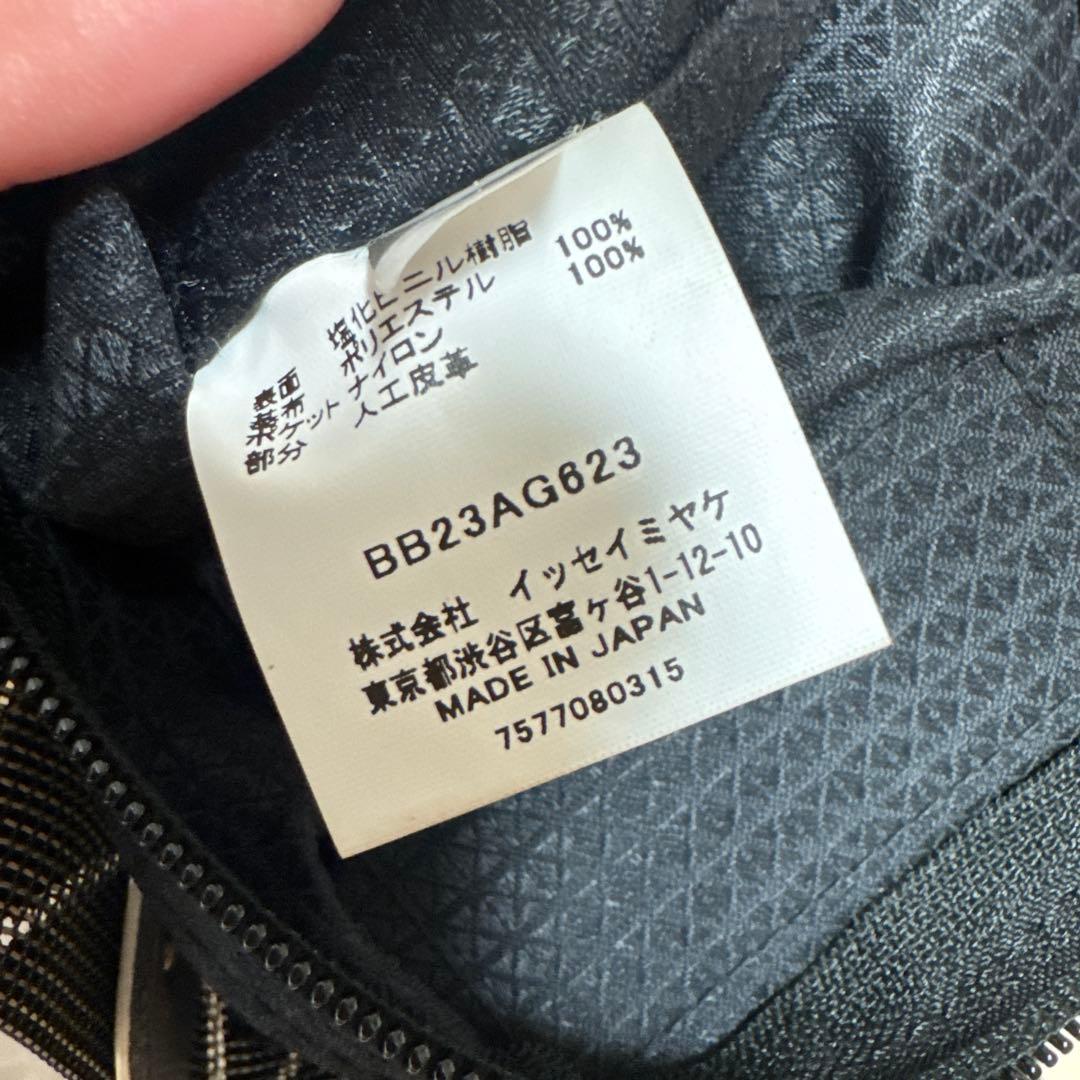 表面 塩化ビニル樹脂 100%
基布 ポリエステル 100%
ポケット ナイロン
部分 人工皮革
BB23AG623
株式会社 イッセイミヤケ
東京都渋谷区富ヶ谷1-12-10
MADE IN JAPAN
7577080315